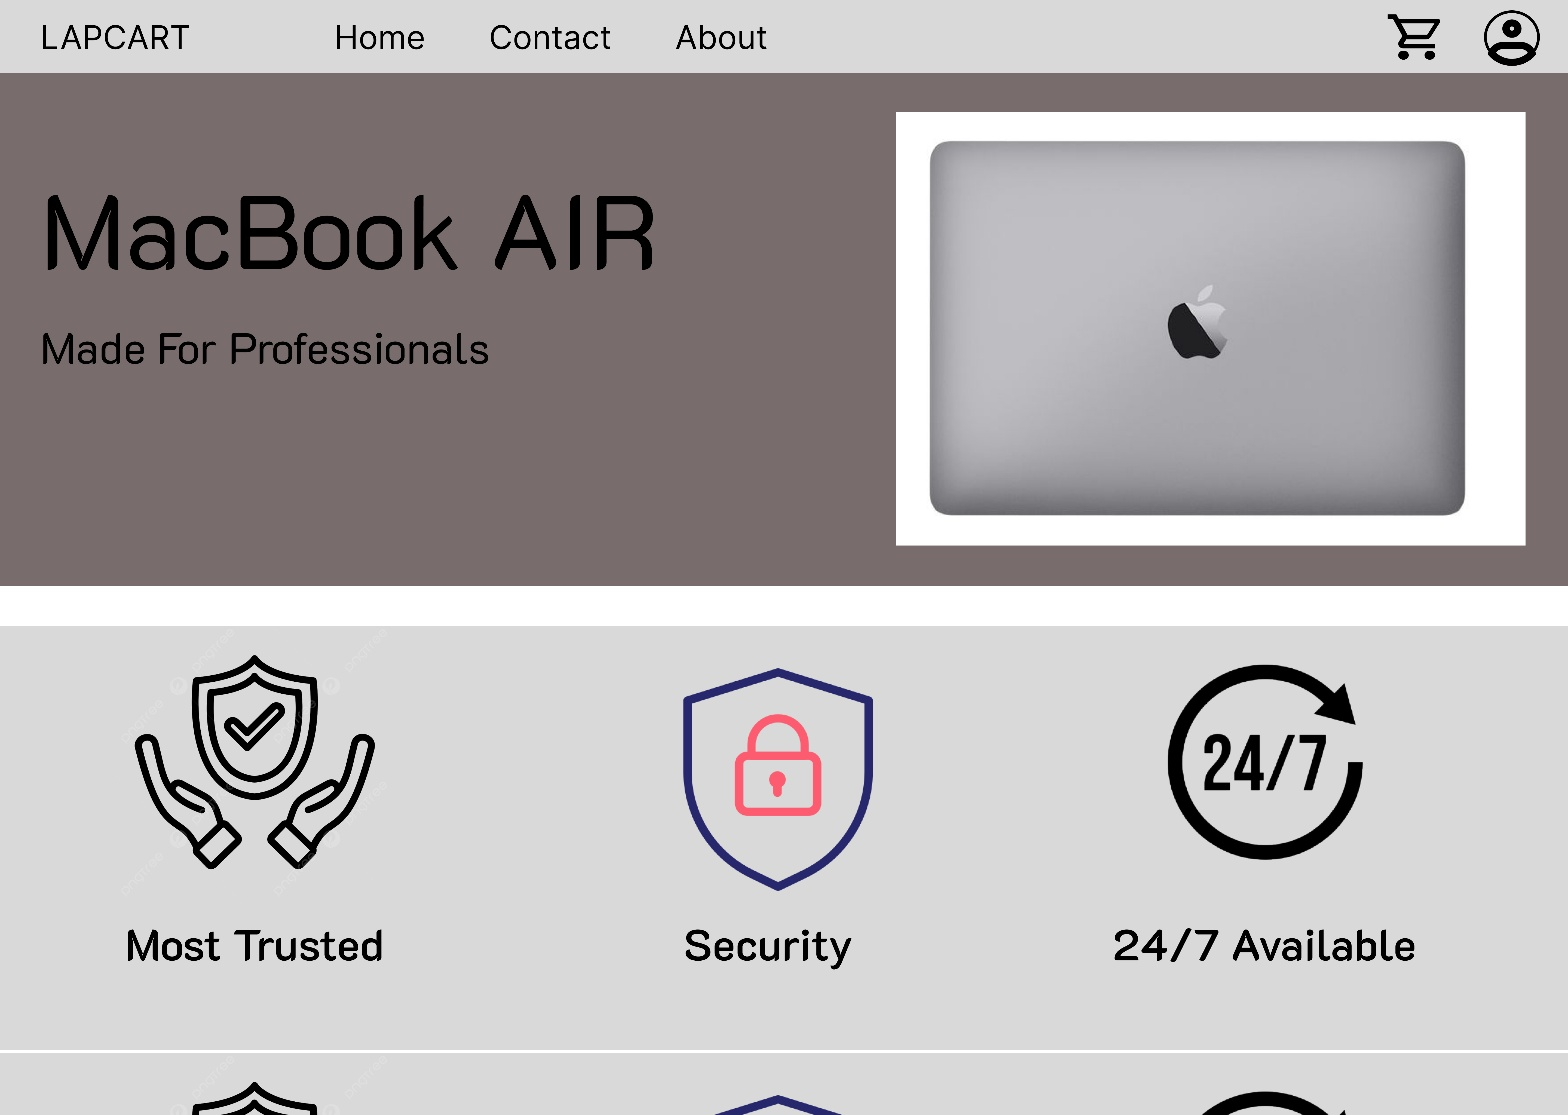 LAPCART Home Contact About
MacBook AIR
Made For Professionals
24/7
Most Trusted Security 24/7 Available